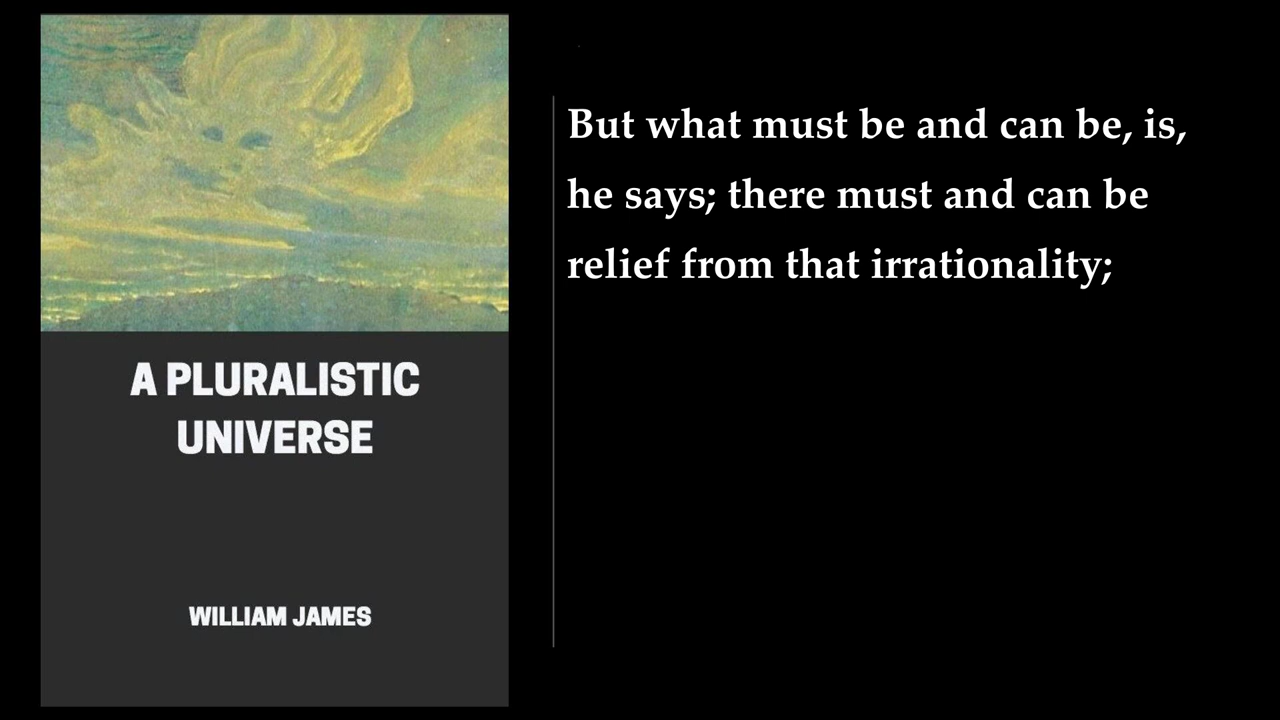 A PLURALISTIC
UNIVERSE
WILLIAM JAMES
But what must be and can be, is,
he says; there must and can be
relief from that irrationality;